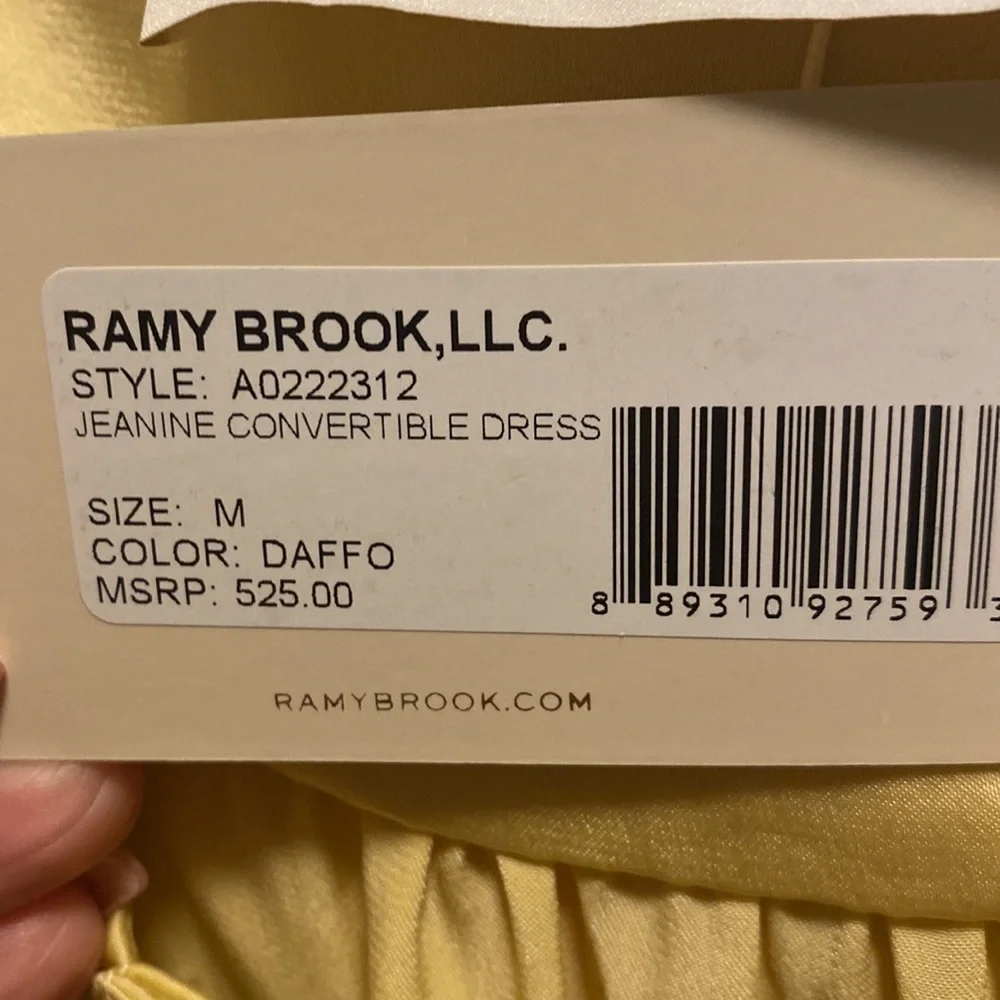 RAMY BROOK,LLC.
STYLE: A0222312
JEANINE CONVERTIBLE DRESS
SIZE: M
COLOR: DAFFO
MSRP: 525.00
8 89310 92759 3
RAMYBROOK.COM